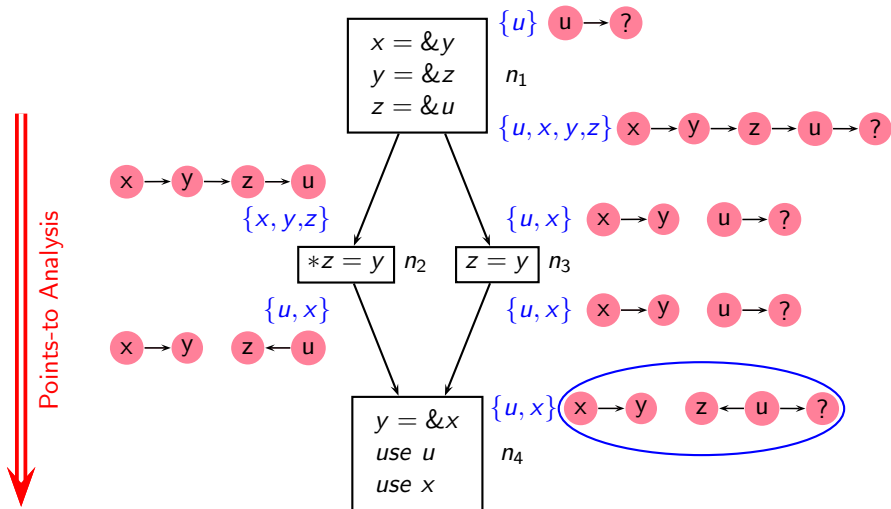 {u} u → ?
x = &y
y = &z n₁
z = &u
{u, x, y,z} x → y → z → u → ?
x → y → z → u
{x, y,z} {u, x} x → y u → ?
*z = y n₂ z = y n₃
{u, x} {u, x} x → y u → ?
x → y z ← u
{u, x} x → y z ← u → ?
y = &x
use u n₄
use x
Points-to Analysis